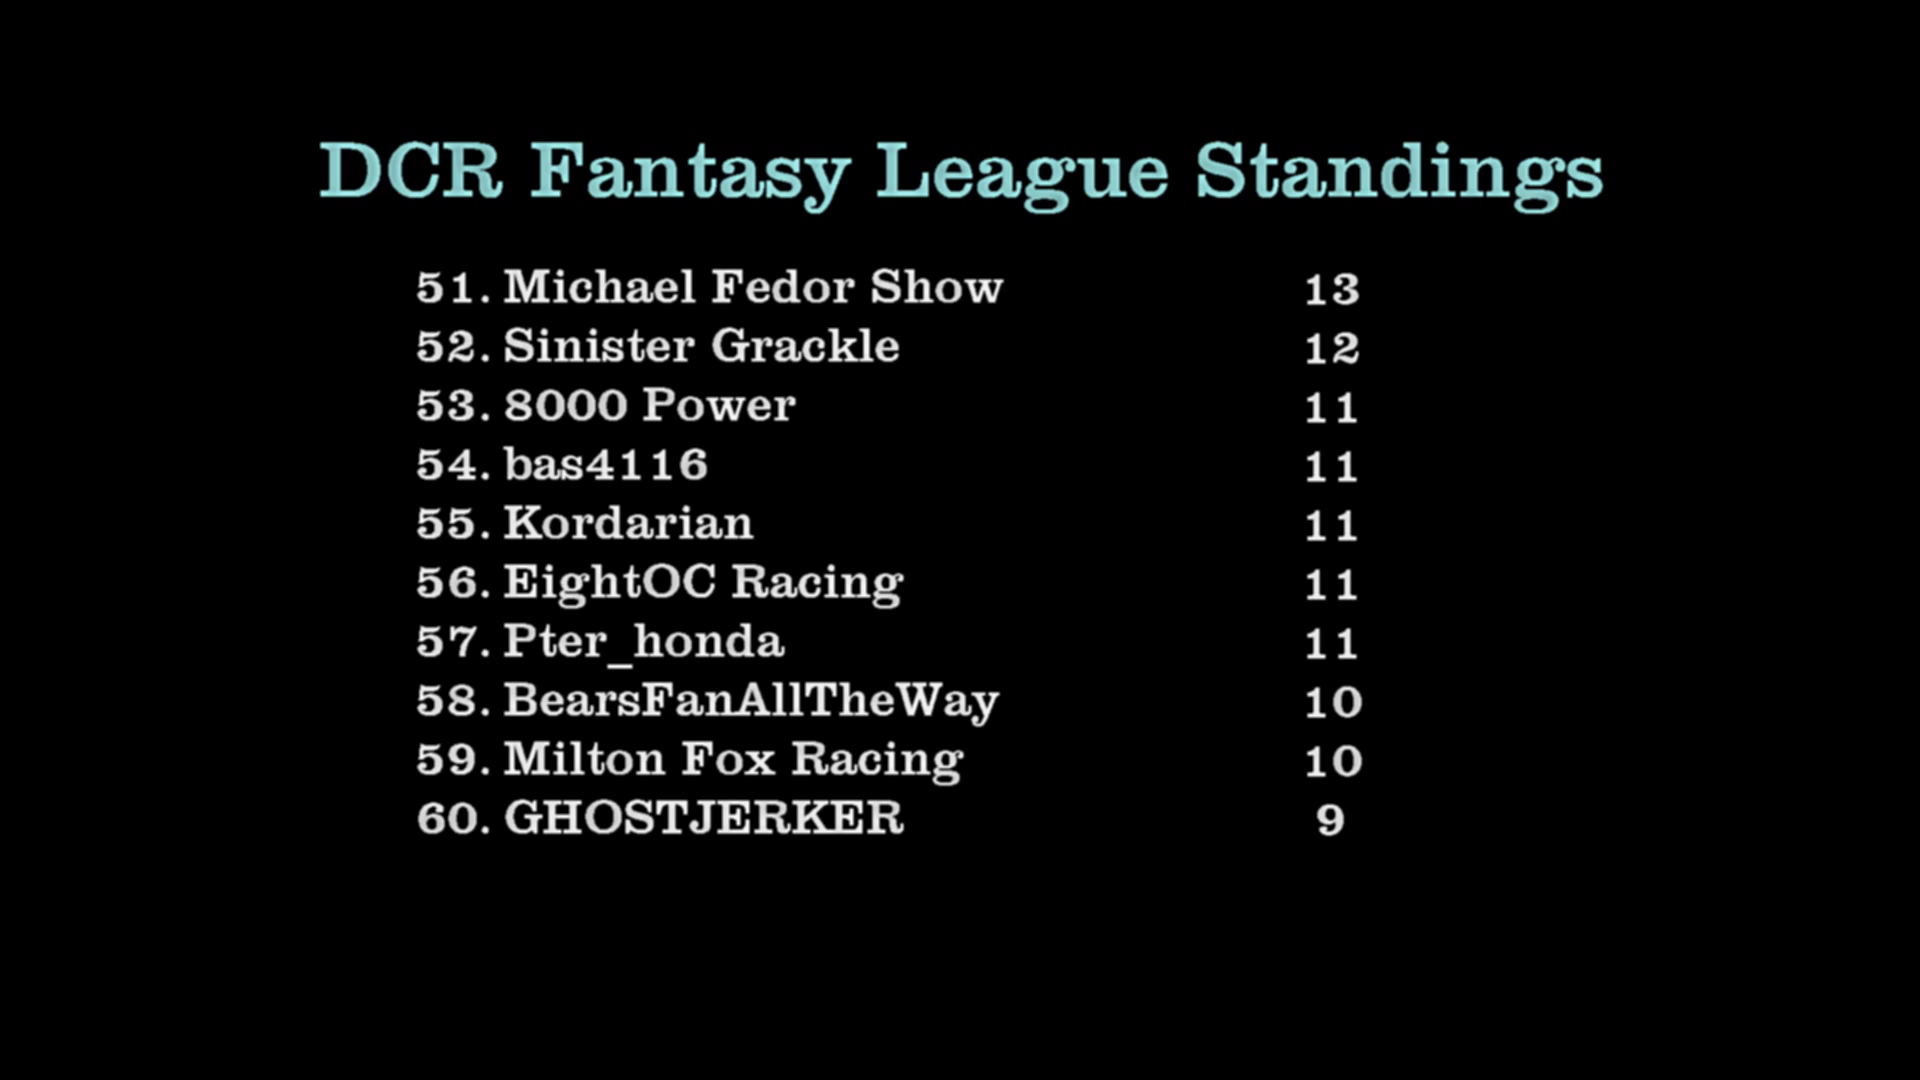 DCR Fantasy League Standings
51. Michael Fedor Show 13
52. Sinister Grackle 12
53. 8000 Power 11
54. bas4116 11
55. Kordarian 11
56. EightOC Racing 11
57. Pter_honda 11
58. BearsFanAllTheWay 10
59. Milton Fox Racing 10
60. GHOSTJERKER 9